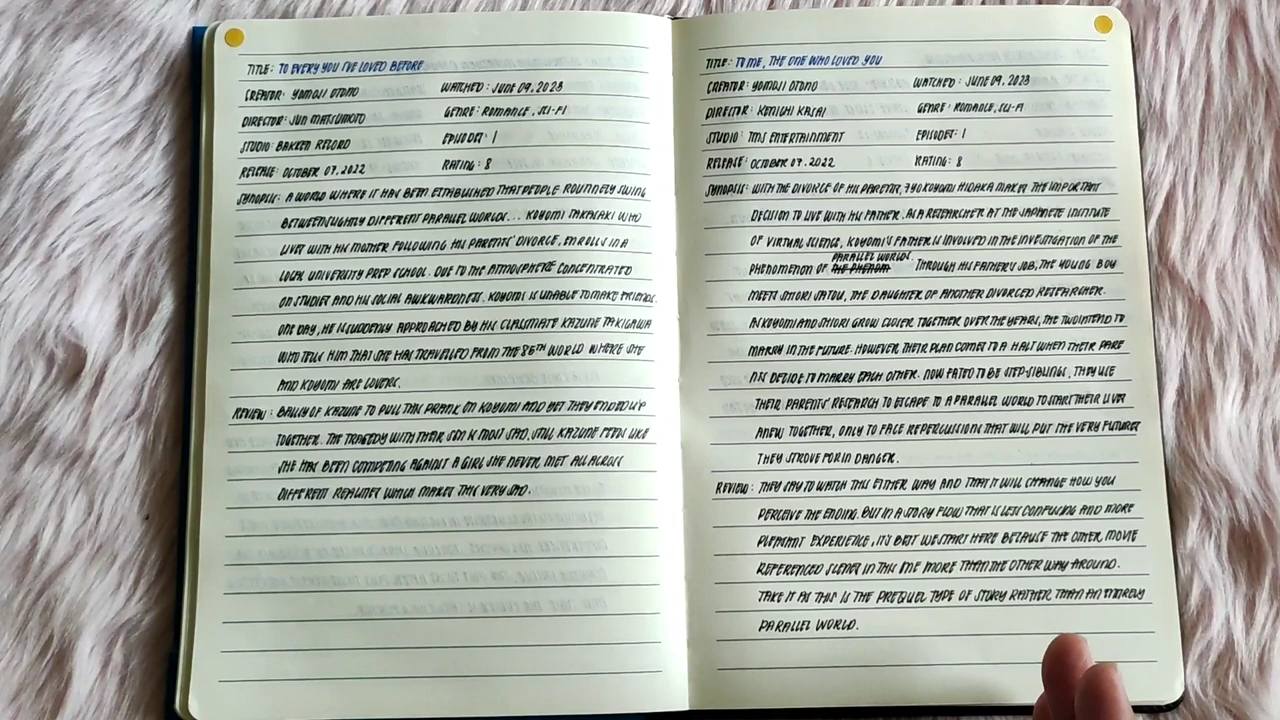 TITLE: TO EVERY YOU I'VE LOVED BEFORE
CREATOR: YOMOJI OTONO WATCHED: JUNE 09, 2023
DIRECTOR: JUN MATSUMOTO GENRE: ROMANCE, SCI-FI
STUDIO: BAKKEN RECORD EPISODES: 1
RELEASE: OCTOBER 07, 2022 RATING: 8
SYNOPSIS: A WORLD WHERE IT HAS BEEN ESTABLISHED THAT PEOPLE ROUTINELY SWING
BETWEEN SLIGHTLY DIFFERENT PARALLEL WORLDS... KOYOMI TAKASAKI WHO
LIVES WITH HIS MOTHER FOLLOWING HIS PARENTS' DIVORCE, ENROLLS IN A
LOCAL UNIVERSITY PREP SCHOOL. DUE TO THE ATMOSPHERE CONCENTRATED
ON STUDIES AND HIS SOCIAL AWKWARDNESS. KOYOMI IS UNABLE TO MAKE FRIENDS.
ONE DAY, HE IS SUDDENLY APPROACHED BY HIS CLASSMATE KAZUNE TAKIGAWA
WHO TELLS HIM THAT SHE HAS TRAVELLED FROM THE 85TH WORLD WHERE SHE
AND KOYOMI ARE LOVERS.
REVIEW: BALLSY OF KAZUNE TO PULL THIS PRANK ON KOYOMI AND YET THEY ENDED UP
TOGETHER. THE TRAGEDY WITH THEIR SON IS MOST SAD, STILL KAZUNE FEELS LIKE
SHE HAS BEEN COMPETING AGAINST A GIRL SHE NEVER MET ALL ACROSS
DIFFERENT REALITIES WHICH MAKES THIS VERY SAD.
TITLE: TO ME, THE ONE WHO LOVED YOU
CREATOR: YOMOJI OTONO WATCHED: JUNE 09, 2023
DIRECTOR: KENICHI KASAI GENRE: ROMANCE, SCI-FI
STUDIO: TMS ENTERTAINMENT EPISODES: 1
RELEASE: OCTOBER 07, 2022 RATING: 8
SYNOPSIS: WITH THE DIVORCE OF HIS PARENTS, 7YO KOYOMI HIDAKA MAKES THE IMPORTANT
DECISION TO LIVE WITH HIS FATHER. AS A RESEARCHER AT THE JAPANESE INSTITUTE
OF VIRTUAL SCIENCE, KOYOMI'S FATHER IS INVOLVED IN THE INVESTIGATION OF THE
PHENOMENON OF THE PHENOM PARALLEL WORLDS. THROUGH HIS FATHER'S JOB, THE YOUNG BOY
MEETS SHIORI SATOU, THE DAUGHTER OF ANOTHER DIVORCED RESEARCHER.
AS KOYOMI AND SHIORI GROW CLOSER TOGETHER OVER THE YEARS, THE TWO INTEND TO
MARRY IN THE FUTURE. HOWEVER, THEIR PLAN COMES TO A HALT WHEN THEIR PARE
NTS DECIDE TO MARRY EACH OTHER. NOW FATED TO BE STEP-SIBLINGS, THEY USE
THEIR PARENTS' RESEARCH TO ESCAPE TO A PARALLEL WORLD TO START THEIR LIVES
ANEW TOGETHER, ONLY TO FACE REPERCUSSIONS THAT WILL PUT THE VERY FUTURES
THEY STROVE FOR IN DANGER.
REVIEW: THEY SAY TO WATCH THIS EITHER WAY AND THAT IT WILL CHANGE HOW YOU
PERCEIVE THE ENDING. BUT IN A STORY FLOW THAT IS LESS CONFUSING AND MORE
PLEASANT EXPERIENCE, IT'S BEST WE START HERE BECAUSE THE OTHER MOVIE
REFERENCED SCENES IN THIS ONE MORE THAN THE OTHER WAY AROUND.
TAKE IT AS THIS IS THE PREQUEL TYPE OF STORY RATHER THAN AN ENTIRELY
PARALLEL WORLD.